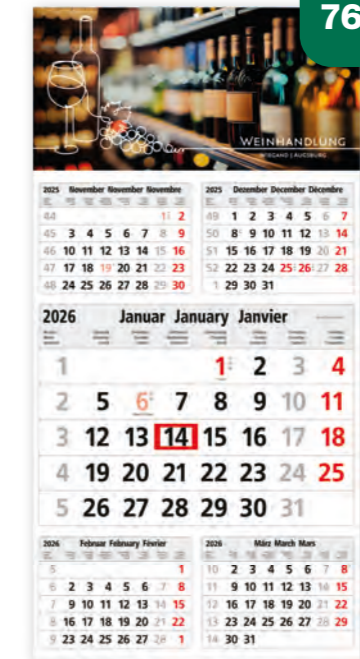 76
WEINHANDLUNG
WIEGAND | AUGSBURG
2025 November November Novembre
44 1 2
45 3 4 5 6 7 8 9
46 10 11 12 13 14 15 16
47 17 18 19 20 21 22 23
48 24 25 26 27 28 29 30
2025 Dezember December Décembre
49 1 2 3 4 5 6 7
50 8 9 10 11 12 13 14
51 15 16 17 18 19 20 21
52 22 23 24 25 26 27 28
1 29 30 31
2026 Januar January Janvier
1 1 2 3 4
2 5 6 7 8 9 10 11
3 12 13 14 15 16 17 18
4 19 20 21 22 23 24 25
5 26 27 28 29 30 31
2026 Februar February Février
5 1
6 2 3 4 5 6 7 8
7 9 10 11 12 13 14 15
8 16 17 18 19 20 21 22
9 23 24 25 26 27 28 1
2026 März March Mars
10 2 3 4 5 6 7 8
11 9 10 11 12 13 14 15
12 16 17 18 19 20 21 22
13 23 24 25 26 27 28 29
14 30 31